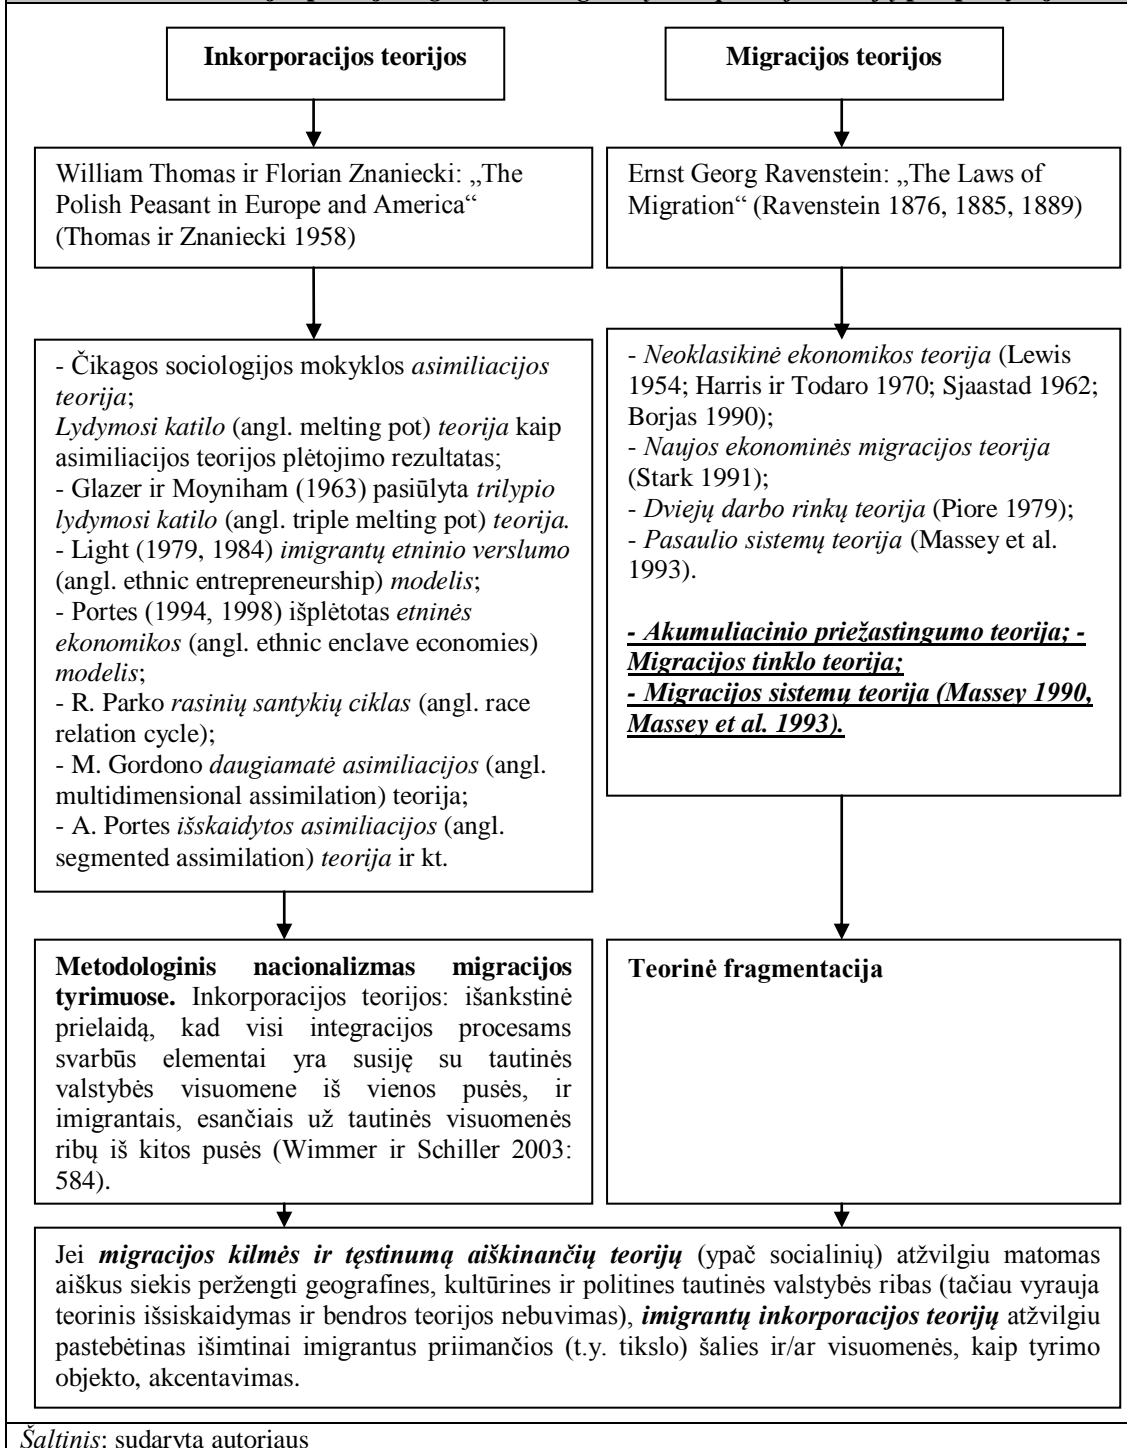 Inkorporacijos teorijos
Migracijos teorijos
William Thomas ir Florian Znaniecki: „The
Polish Peasant in Europe and America“
(Thomas ir Znaniecki 1958)
Ernst Georg Ravenstein: „The Laws of
Migration“ (Ravenstein 1876, 1885, 1889)
- Čikagos sociologijos mokyklos asimiliacijos
teorija;
Lydymosi katilo (angl. melting pot) teorija kaip
asimiliacijos teorijos plėtojimo rezultatas;
- Glazer ir Moyniham (1963) pasiūlyta trilypio
lydymosi katilo (angl. triple melting pot) teorija.
- Light (1979, 1984) imigrantų etninio verslumo
(angl. ethnic entrepreneurship) modelis;
- Portes (1994, 1998) išplėtotas etninės
ekonomikos (angl. ethnic enclave economies)
modelis;
- R. Parko rasinių santykių ciklas (angl. race
relation cycle);
- M. Gordono daugiamatė asimiliacijos (angl.
multidimensional assimilation) teorija;
- A. Portes išskaidytos asimiliacijos (angl.
segmented assimilation) teorija ir kt.
- Neoklasikinė ekonomikos teorija (Lewis
1954; Harris ir Todaro 1970; Sjaastad 1962;
Borjas 1990);
- Naujos ekonominės migracijos teorija
(Stark 1991);
- Dviejų darbo rinkų teorija (Piore 1979);
- Pasaulio sistemų teorija (Massey et al.
1993).
- Akumuliacinio priežastingumo teorija; -
Migracijos tinklo teorija;
- Migracijos sistemų teorija (Massey 1990,
Massey et al. 1993).
Metodologinis nacionalizmas migracijos
tyrimuose. Inkorporacijos teorijos: išankstinė
prielaidą, kad visi integracijos procesams
svarbūs elementai yra susiję su tautinės
valstybės visuomene iš vienos pusės, ir
imigrantais, esančiais už tautinės visuomenės
ribų iš kitos pusės (Wimmer ir Schiller 2003:
584).
Teorinė fragmentacija
Jei migracijos kilmės ir tęstinumą aiškinančių teorijų (ypač socialinių) atžvilgiu matomas
aiškus siekis peržengti geografines, kultūrines ir politines tautinės valstybės ribas (tačiau vyrauja
teorinis išsiskaidymas ir bendros teorijos nebuvimas), imigrantų inkorporacijos teorijų atžvilgiu
pastebėtinas išimtinai imigrantus priimančios (t.y. tikslo) šalies ir/ar visuomenės, kaip tyrimo
objekto, akcentavimas.
Šaltinis: sudaryta autoriaus